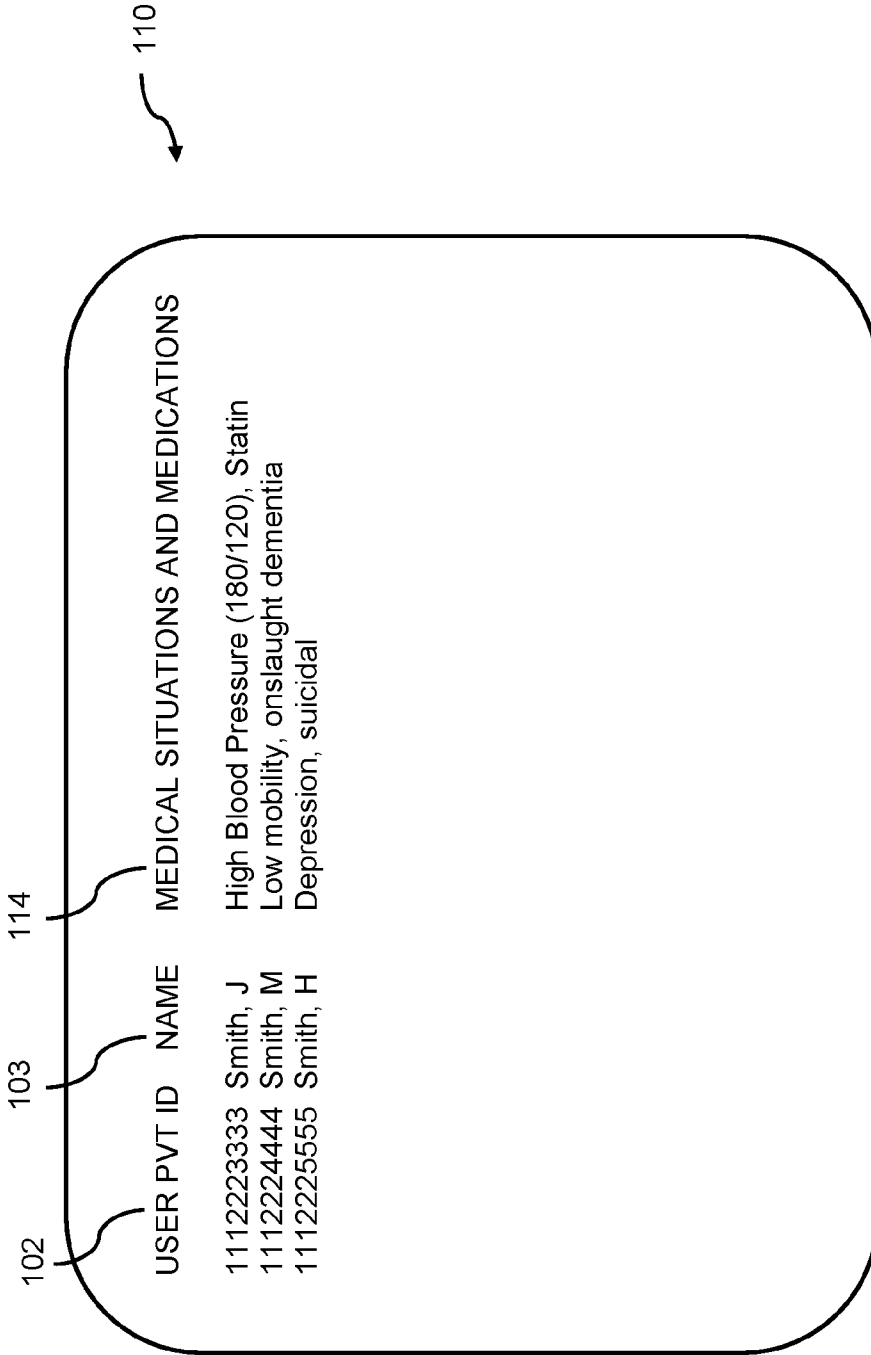 110
102 103 114
USER PVT ID NAME MEDICAL SITUATIONS AND MEDICATIONS
1112223333 Smith, J High Blood Pressure (180/120), Statin
1112224444 Smith, M Low mobility, onslaught dementia
1112225555 Smith, H Depression, suicidal